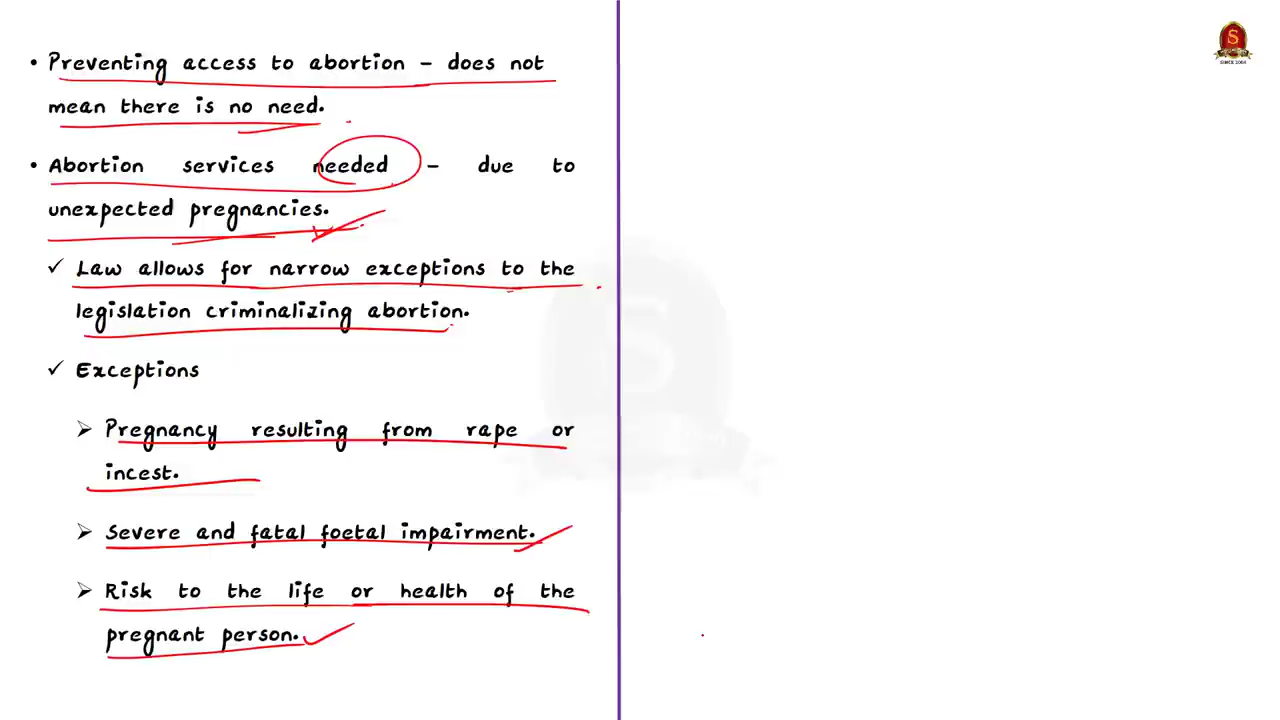 S
SINCE 2004
• Preventing access to abortion – does not
mean there is no need.
• Abortion services needed – due to
unexpected pregnancies.
✓ Law allows for narrow exceptions to the
legislation criminalizing abortion.
✓ Exceptions
➢ Pregnancy resulting from rape or
incest.
➢ Severe and fatal foetal impairment.
➢ Risk to the life or health of the
pregnant person.